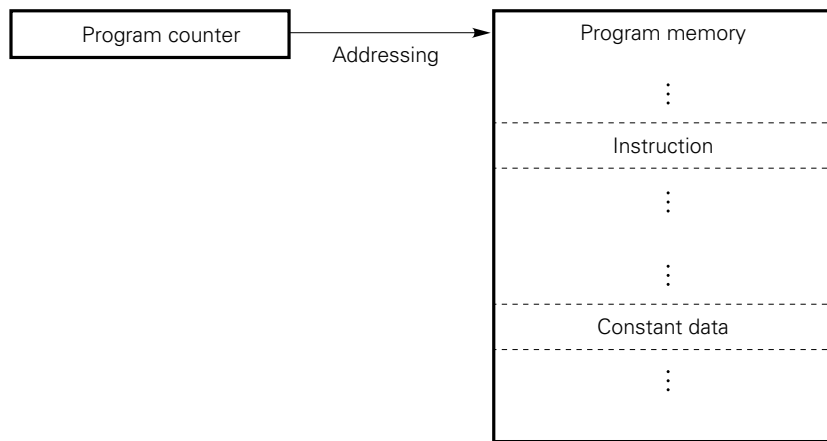 Program counter
Addressing
Program memory
Instruction
Constant data